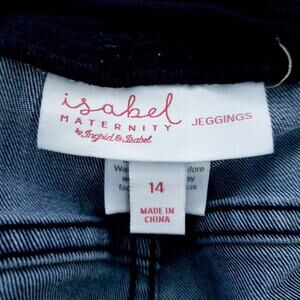 isabel
MATERNITY
by Ingrid & Isabel
JEGGINGS
14
MADE IN
CHINA